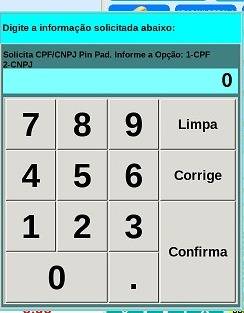 Digite a informação solicitada abaixo:
Solicita CPF/CNPJ Pin Pad. Informe a Opção: 1-CPF
2-CNPJ
0
7 8 9 Limpa
4 5 6 Corrige
1 2 3
Confirma
0 .